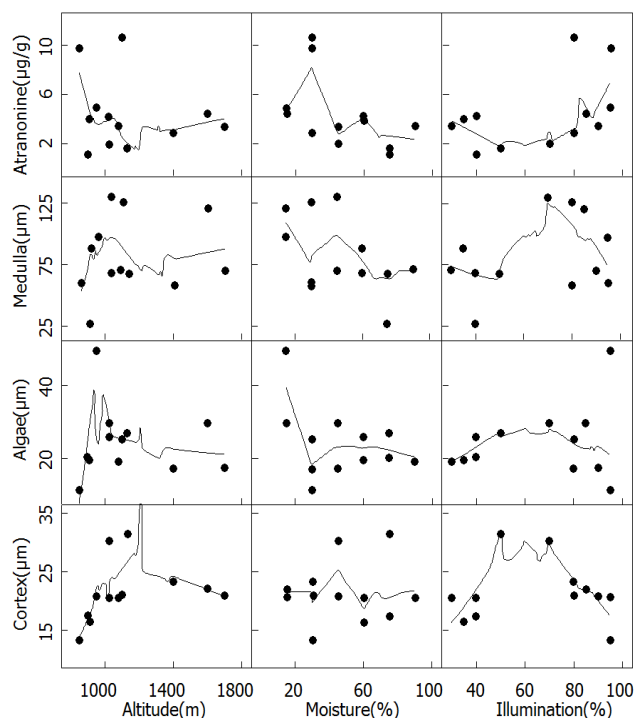 Atranonine(µg/g)
10
6
2
Medulla(µm)
125
75
25
Algae(µm)
40
20
Cortex(µm)
35
25
15
1000 1400 1800
20 60 100
40 60 80 100
Altitude(m) Moisture(%) Illumination(%)